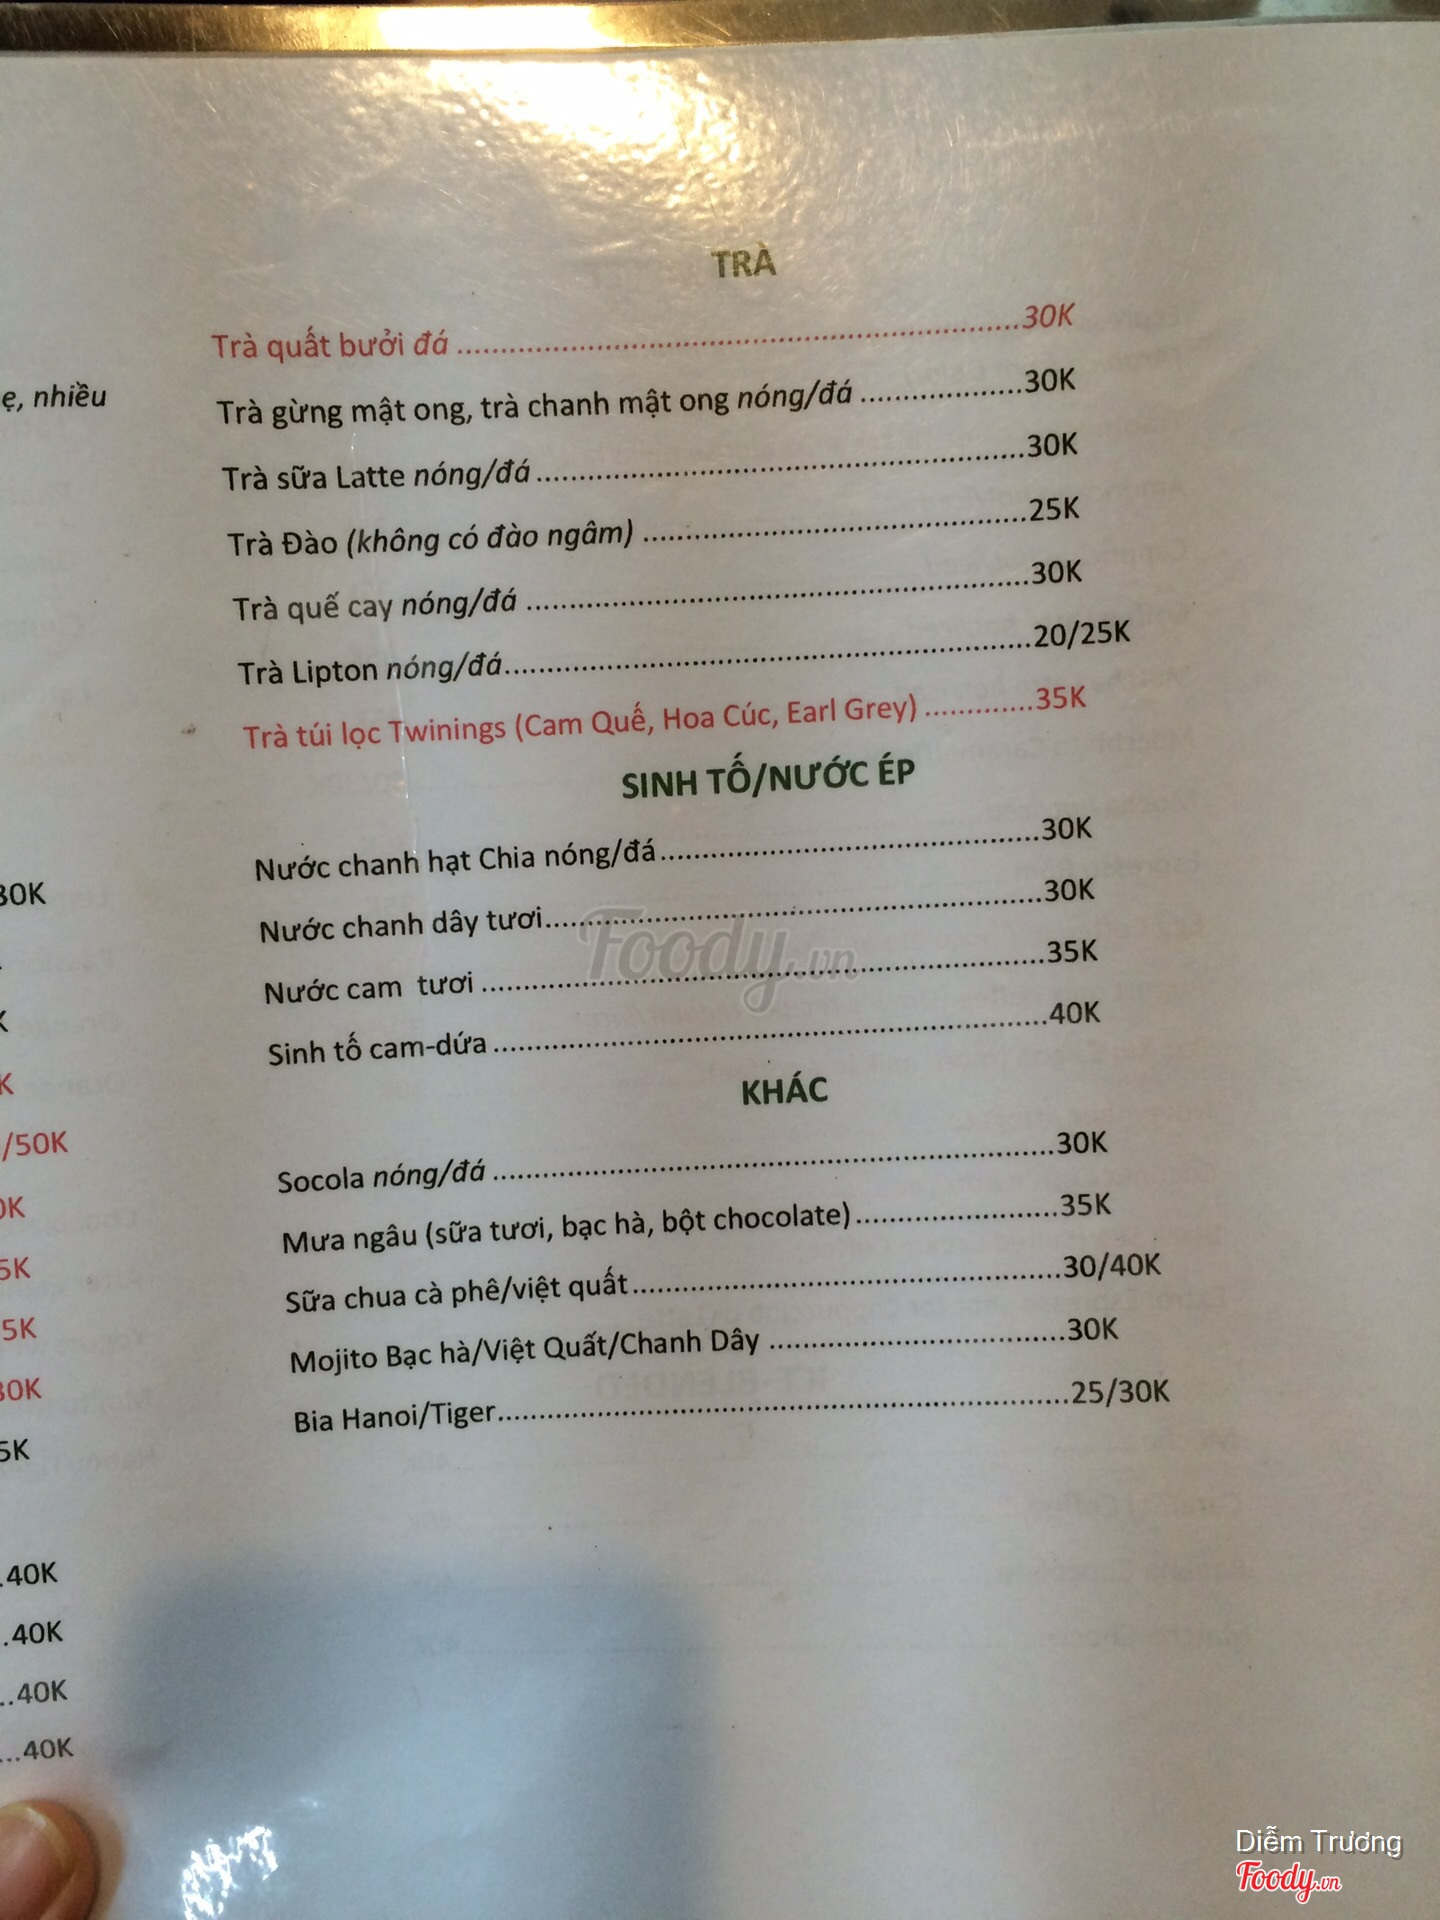 TRÀ
Trà quất bưởi đá ........ 30K
Trà gừng mật ong, trà chanh mật ong nóng/đá ........ 30K
Trà sữa Latte nóng/đá ........ 30K
Trà Đào (không có đào ngâm) ........ 25K
Trà quế cay nóng/đá ........ 30K
Trà Lipton nóng/đá ........ 20/25K
Trà túi lọc Twinings (Cam Quế, Hoa Cúc, Earl Grey) ........ 35K
SINH TỐ/NƯỚC ÉP
Nước chanh hạt Chia nóng/đá ........ 30K
Nước chanh dây tươi ........ 30K
Nước cam tươi ........ 35K
Sinh tố cam-dứa ........ 40K
KHÁC
Socola nóng/đá ........ 30K
Mưa ngâu (sữa tươi, bạc hà, bột chocolate) ........ 35K
Sữa chua cà phê/việt quất ........ 30/40K
Mojito Bạc hà/Việt Quất/Chanh Dây ........ 30K
Bia Hanoi/Tiger ........ 25/30K
nhiều
30K
/50K
5K
5K
30K
5K
..40K
..40K
...40K
...40K
Foody.vn
Diễm Trương
Foody.vn